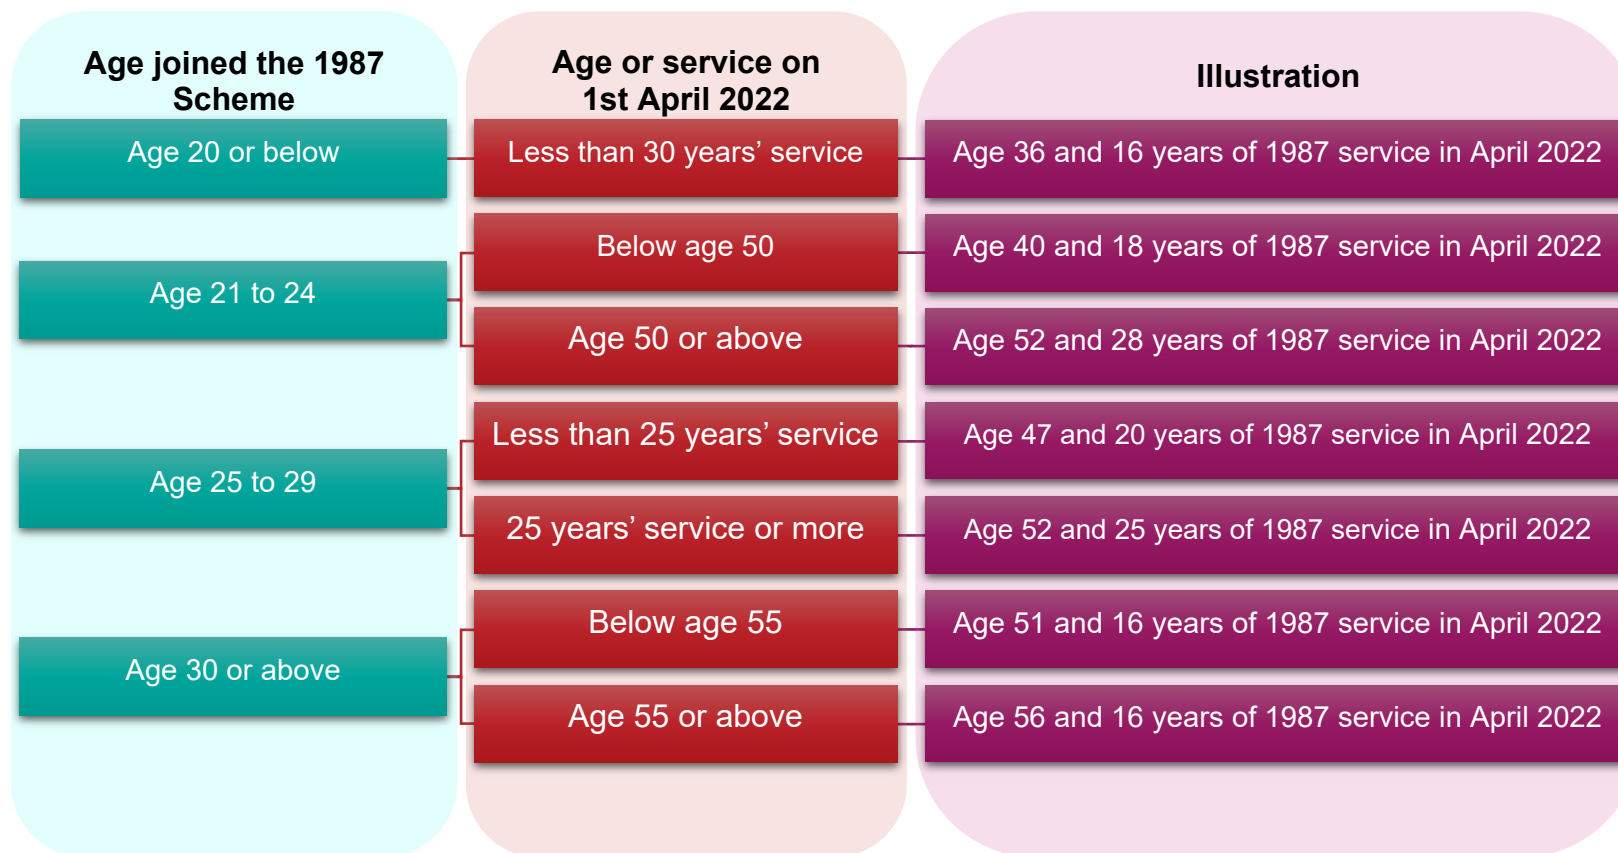 Age joined the 1987
Scheme
Age or service on
1st April 2022
Illustration
Age 20 or below
Less than 30 years’ service
Age 36 and 16 years of 1987 service in April 2022
Age 21 to 24
Below age 50
Age 40 and 18 years of 1987 service in April 2022
Age 50 or above
Age 52 and 28 years of 1987 service in April 2022
Age 25 to 29
Less than 25 years’ service
Age 47 and 20 years of 1987 service in April 2022
25 years’ service or more
Age 52 and 25 years of 1987 service in April 2022
Age 30 or above
Below age 55
Age 51 and 16 years of 1987 service in April 2022
Age 55 or above
Age 56 and 16 years of 1987 service in April 2022